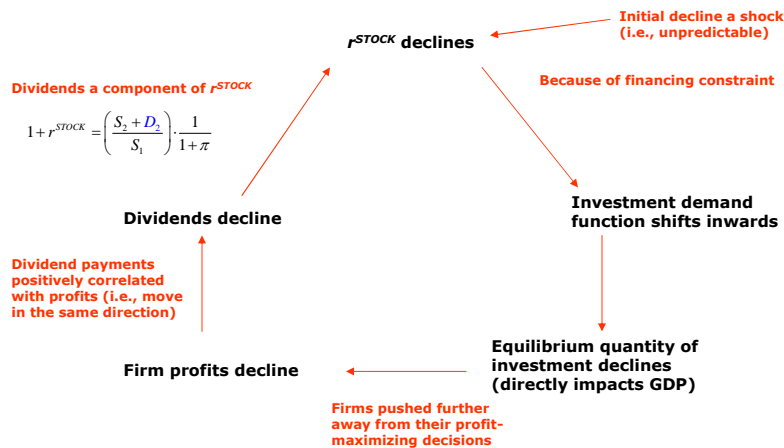 r^STOCK declines
Initial decline a shock
(i.e., unpredictable)
Because of financing constraint
Investment demand
function shifts inwards
Equilibrium quantity of
investment declines
(directly impacts GDP)
Firms pushed further
away from their profit-
maximizing decisions
Firm profits decline
Dividend payments
positively correlated
with profits (i.e., move
in the same direction)
Dividends decline
Dividends a component of r^STOCK
1 + r^STOCK = ((S_2 + D_2) / S_1) · 1 / (1 + π)